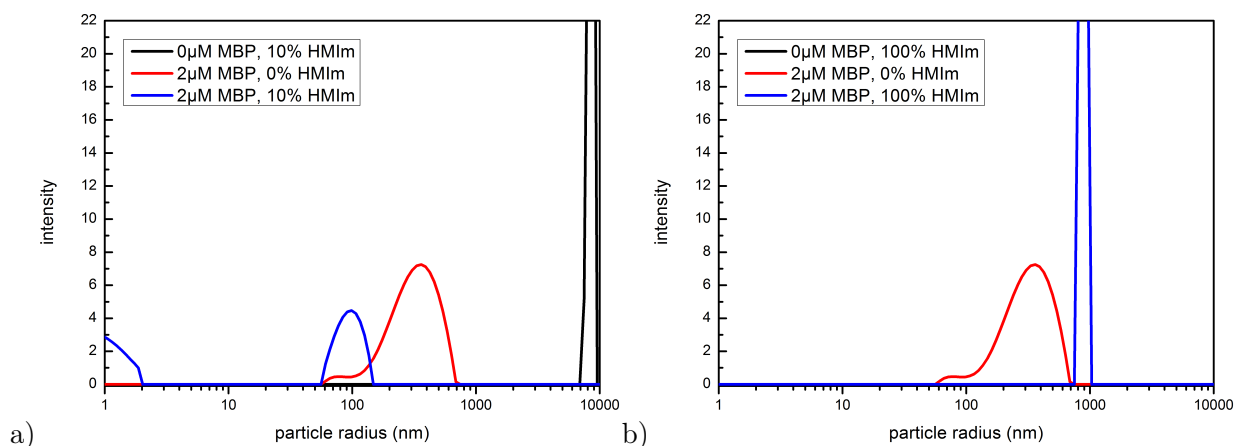 22
20
18
16
14
12
10
8
6
4
2
0
intensity
0µM MBP, 10% HMIm
2µM MBP, 0% HMIm
2µM MBP, 10% HMIm
1 10 100 1000 10000
particle radius (nm)
a)
22
20
18
16
14
12
10
8
6
4
2
0
intensity
0µM MBP, 100% HMIm
2µM MBP, 0% HMIm
2µM MBP, 100% HMIm
1 10 100 1000 10000
particle radius (nm)
b)